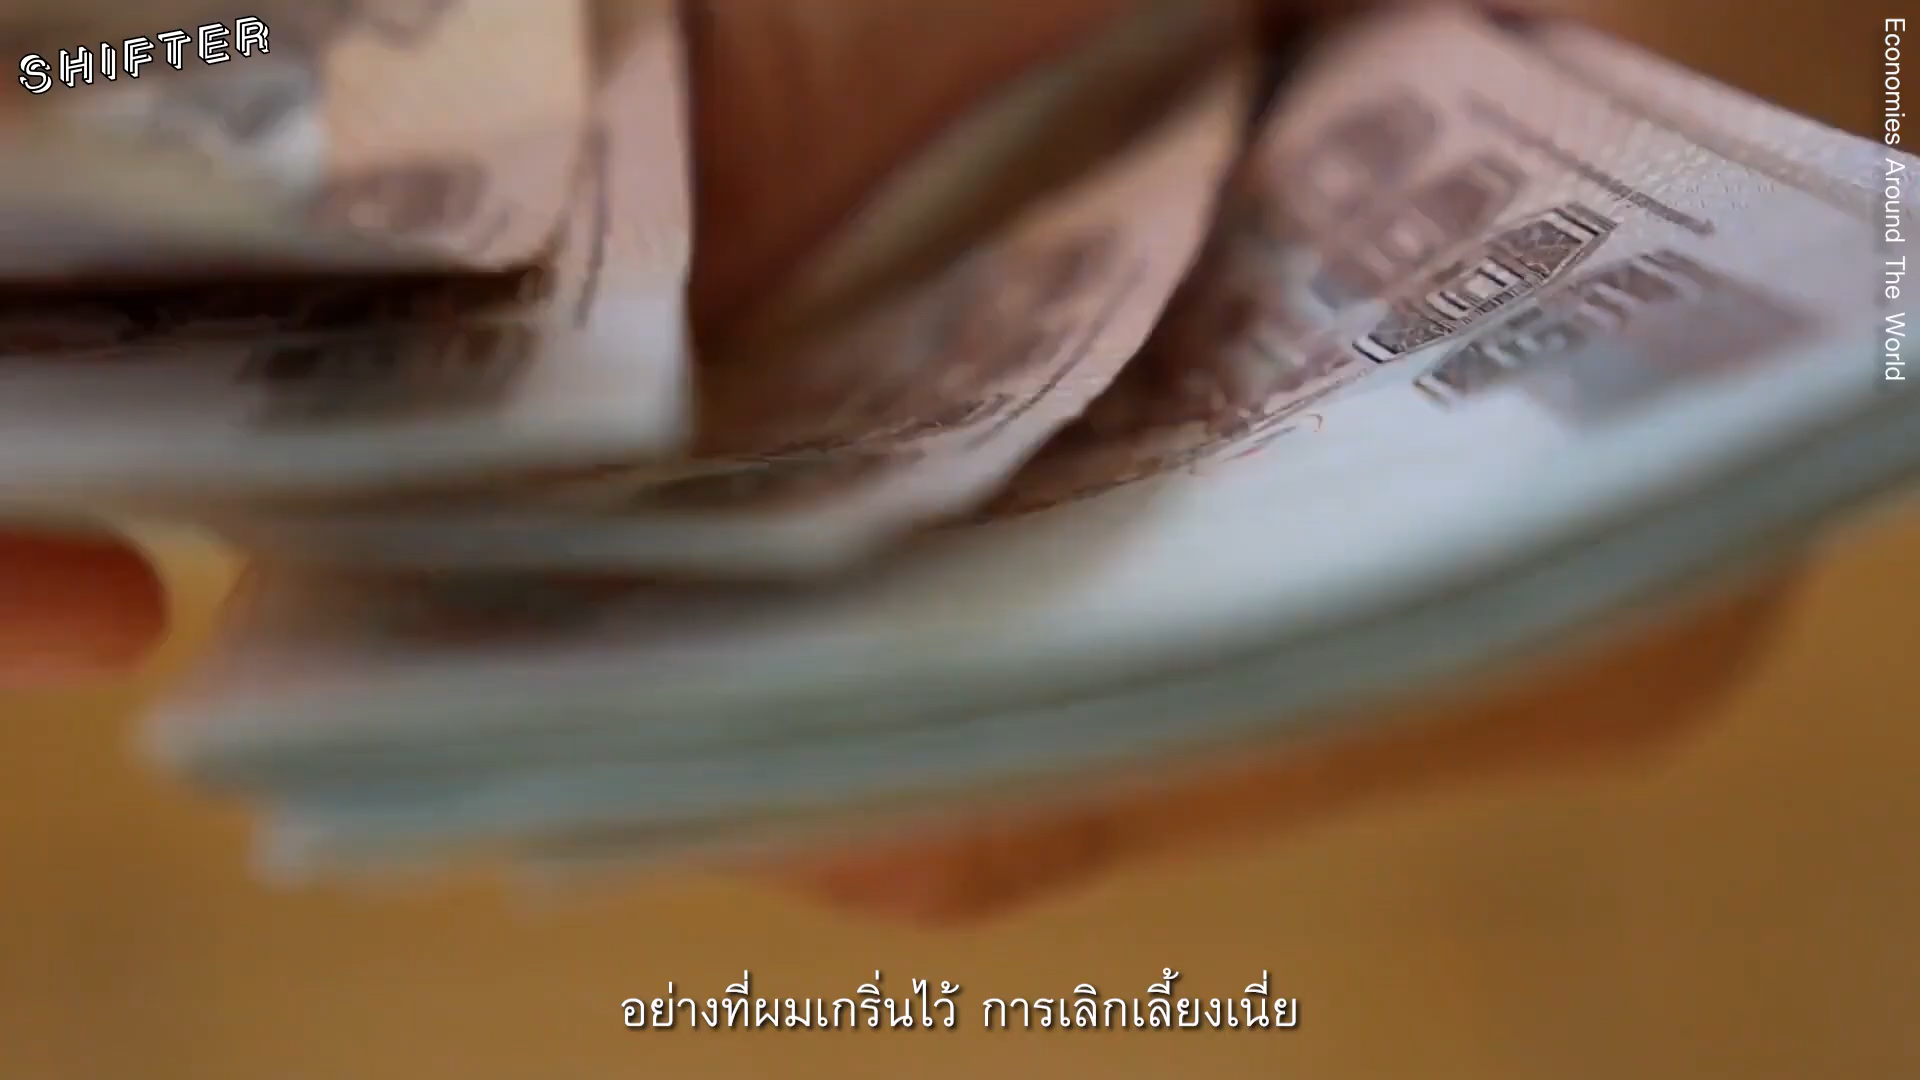 SHIFTER
Economies Around The World
อย่างที่ผมเกริ่นไว้ การเลิกเลี้ยงเนี่ย